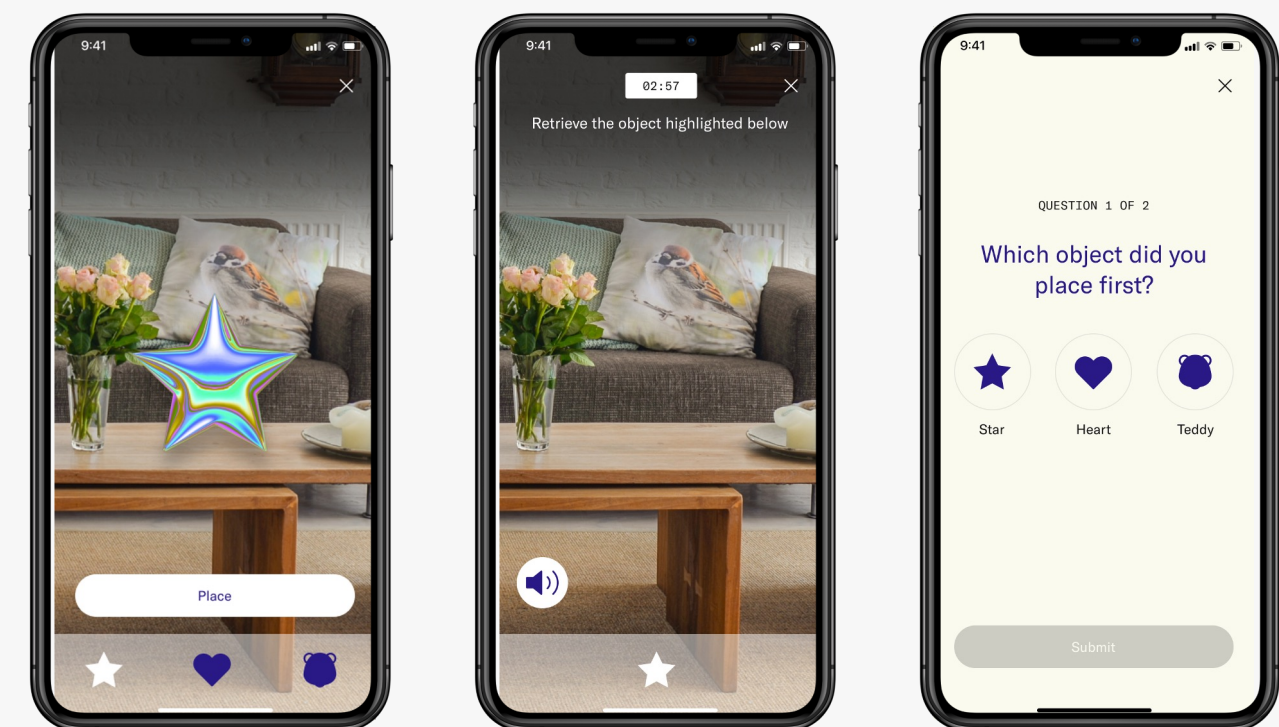 9:41
Place
9:41
02:57
Retrieve the object highlighted below
9:41
QUESTION 1 OF 2
Which object did you
place first?
Star Heart Teddy
Submit